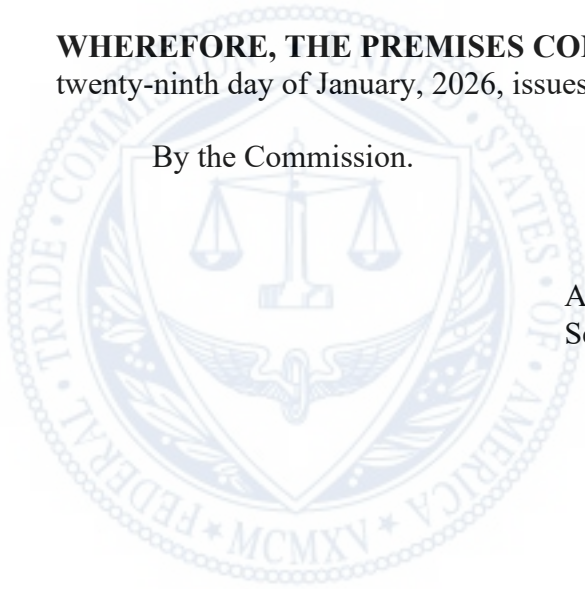 WHEREFORE, THE PREMISES
twenty-ninth day of January, 2026, issues
By the Commission.
FEDERAL • TRADE • COMMISSION • UNITED • STATES • OF • AMERICA
MCMXV